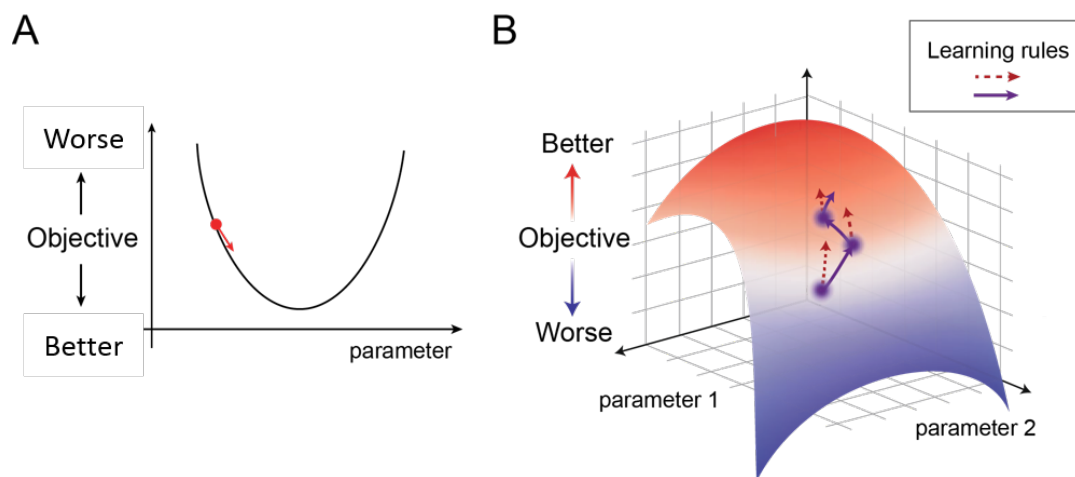 A
Worse
Objective
Better
parameter
B
Learning rules
Better
Objective
Worse
parameter 1
parameter 2